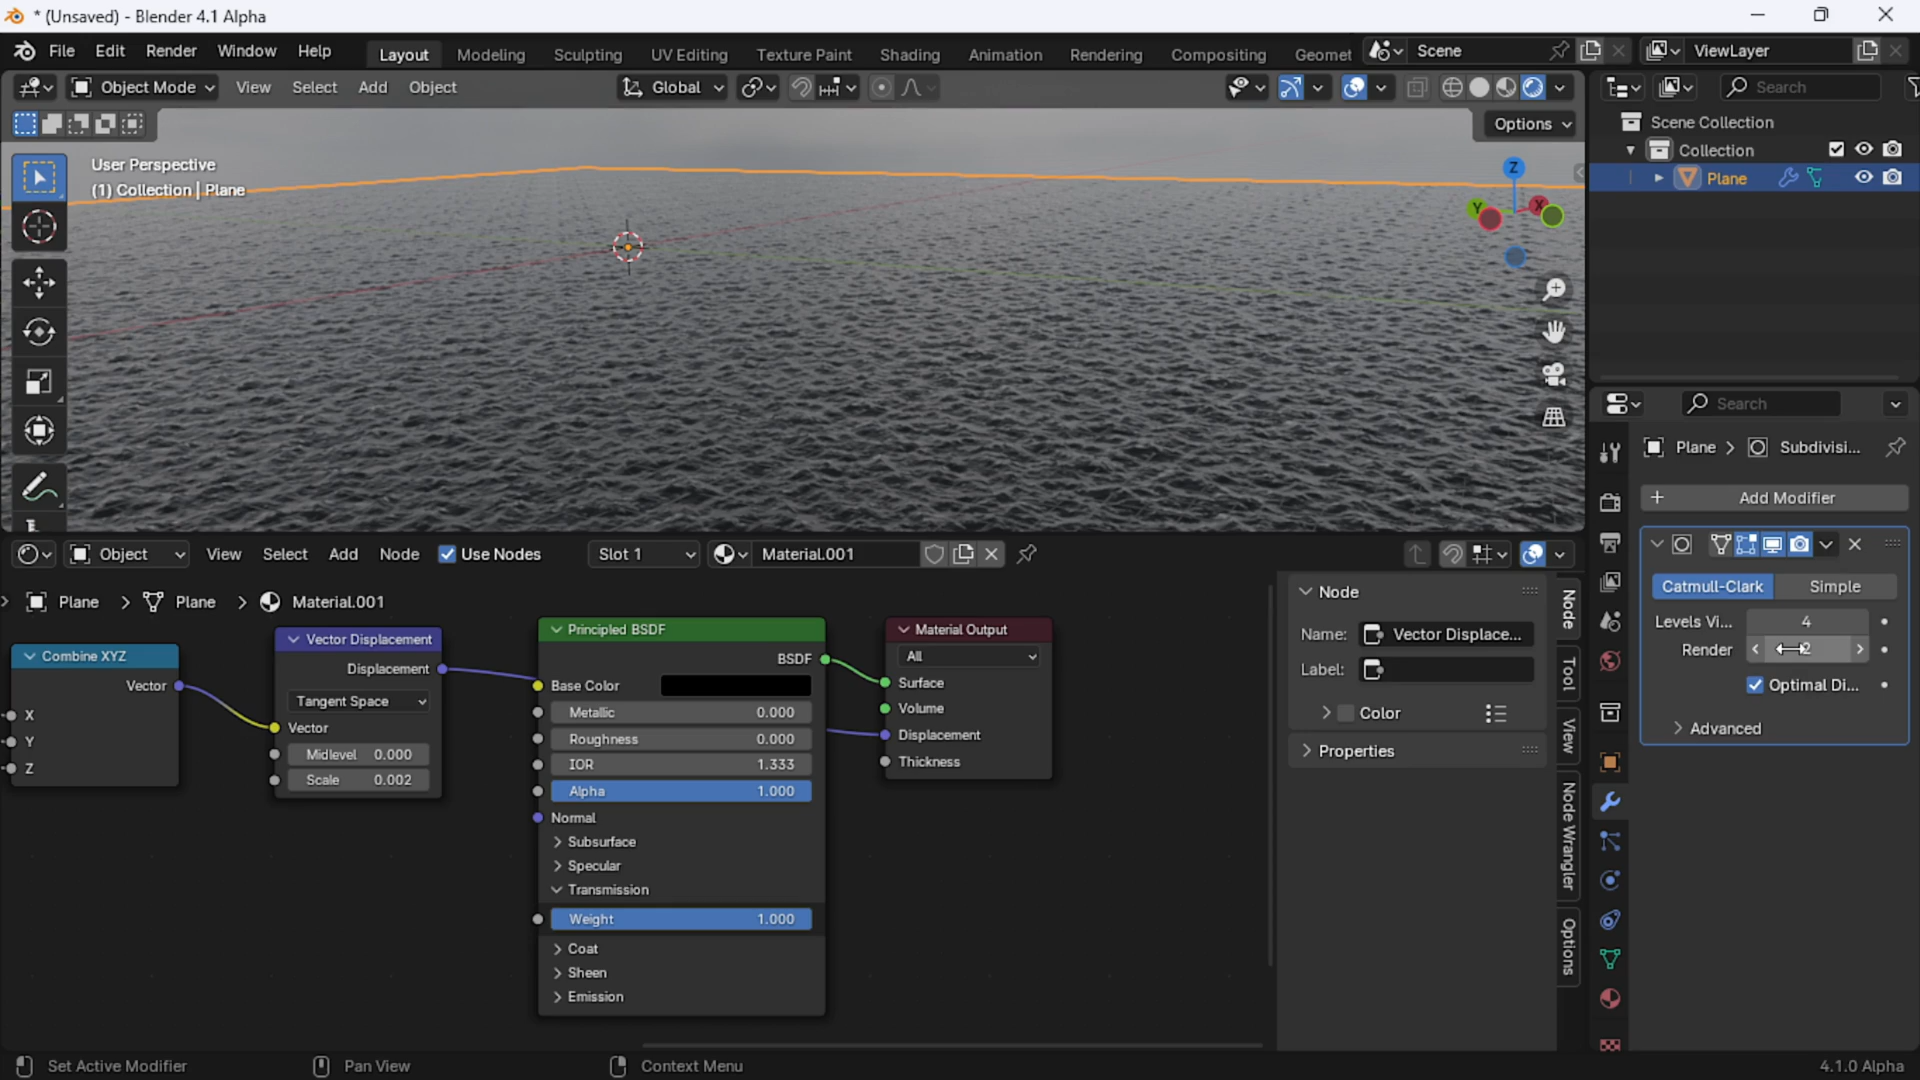 * (Unsaved) - Blender 4.1 Alpha
File Edit Render Window Help
Layout Modeling Sculpting UV Editing Texture Paint Shading Animation Rendering Compositing Geomet
Scene
ViewLayer
Object Mode View Select Add Object
Global
Search
Options
User Perspective
(1) Collection | Plane
Z
Y
X
Scene Collection
Collection
Plane
Search
Plane > Subdivisi...
+ Add Modifier
Catmull-Clark Simple
Levels Vi... 4
Render 2
Optimal Di...
Advanced
Object View Select Add Node Use Nodes Slot 1 Material.001
Plane > Plane > Material.001
Combine XYZ
Vector
X
Y
Z
Vector Displacement
Displacement
Tangent Space
Vector
Midlevel 0.000
Scale 0.002
Principled BSDF
BSDF
Base Color
Metallic 0.000
Roughness 0.000
IOR 1.333
Alpha 1.000
Normal
Subsurface
Specular
Transmission
Weight 1.000
Coat
Sheen
Emission
Material Output
All
Surface
Volume
Displacement
Thickness
Node
Name: Vector Displace...
Label:
Color
Properties
Node
Tool
View
Node Wrangler
Options
Set Active Modifier Pan View Context Menu 4.1.0 Alpha